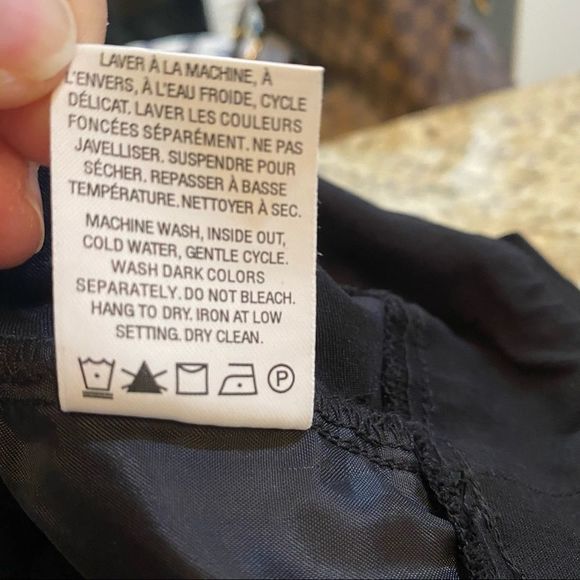 LAVER À LA MACHINE, À
L'ENVERS, À L'EAU FROIDE, CYCLE
DÉLICAT. LAVER LES COULEURS
FONCÉES SÉPARÉMENT. NE PAS
JAVELLISER. SUSPENDRE POUR
SÉCHER. REPASSER À BASSE
TEMPÉRATURE. NETTOYER À SEC.
MACHINE WASH, INSIDE OUT,
COLD WATER, GENTLE CYCLE.
WASH DARK COLORS
SEPARATELY. DO NOT BLEACH.
HANG TO DRY. IRON AT LOW
SETTING. DRY CLEAN.
P